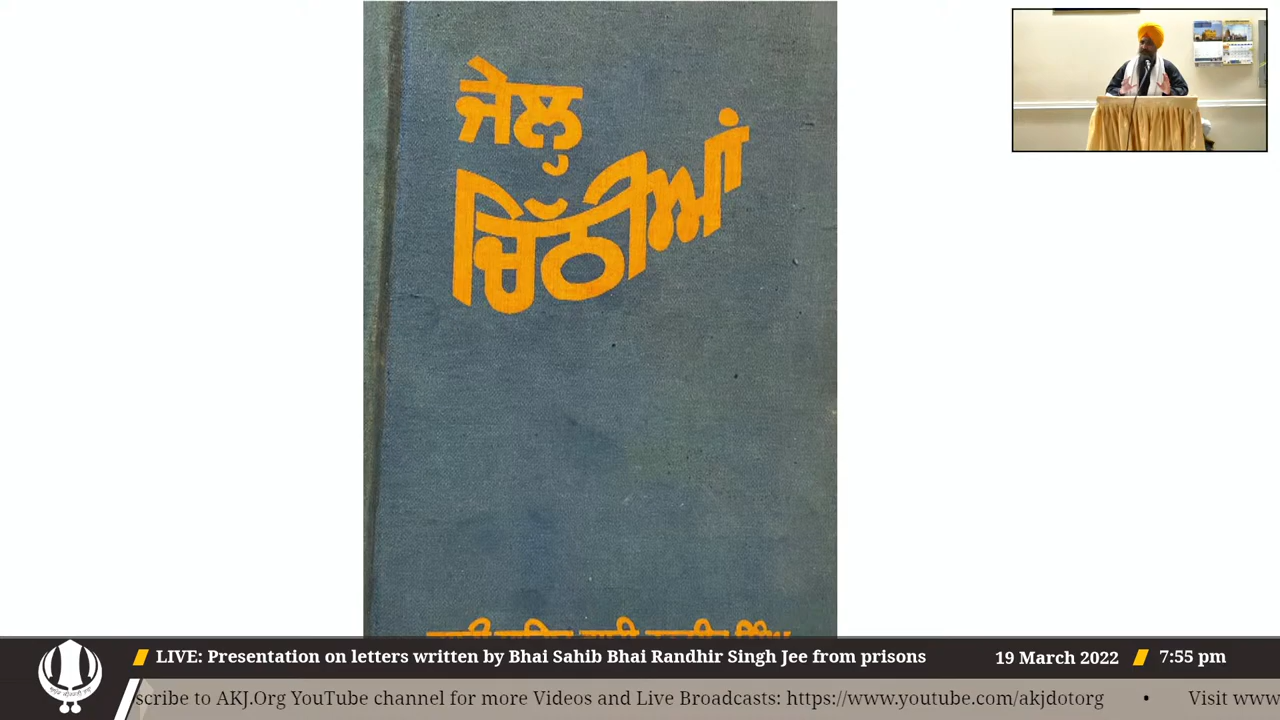 ਜੇਲ੍ਹ
ਚਿੱਠੀਆਂ
LIVE: Presentation on letters written by Bhai Sahib Bhai Randhir Singh Jee from prisons
19 March 2022
7:55 pm
scribe to AKJ.Org YouTube channel for more Videos and Live Broadcasts: https://www.youtube.com/akjdotorg • Visit www